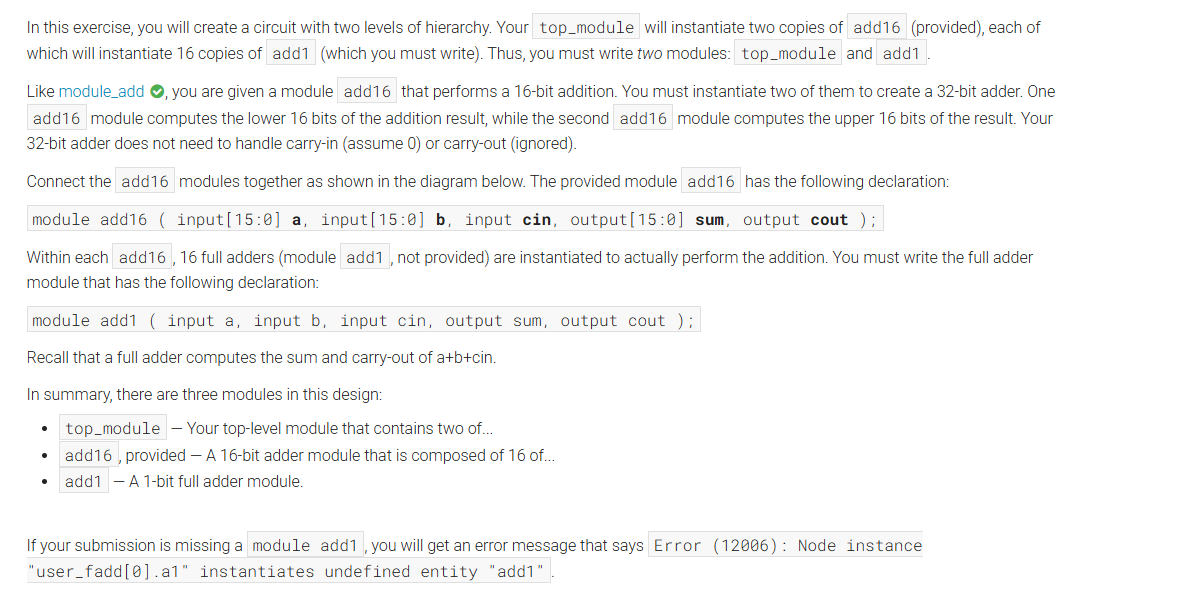 In this exercise, you will create a circuit with two levels of hierarchy. Your top_module will instantiate two copies of add16 (provided), each of
which will instantiate 16 copies of add1 (which you must write). Thus, you must write two modules: top_module and add1.
Like module_add, you are given a module add16 that performs a 16-bit addition. You must instantiate two of them to create a 32-bit adder. One
add16 module computes the lower 16 bits of the addition result, while the second add16 module computes the upper 16 bits of the result. Your
32-bit adder does not need to handle carry-in (assume 0) or carry-out (ignored).
Connect the add16 modules together as shown in the diagram below. The provided module add16 has the following declaration:
module add16 ( input[15:0] a, input[15:0] b, input cin, output[15:0] sum, output cout );
Within each add16, 16 full adders (module add1, not provided) are instantiated to actually perform the addition. You must write the full adder
module that has the following declaration:
module add1 ( input a, input b, input cin, output sum, output cout );
Recall that a full adder computes the sum and carry-out of a+b+cin.
In summary, there are three modules in this design:
• top_module — Your top-level module that contains two of...
• add16, provided — A 16-bit adder module that is composed of 16 of...
• add1 — A 1-bit full adder module.
If your submission is missing a module add1, you will get an error message that says Error (12006): Node instance
"user_fadd[0].a1" instantiates undefined entity "add1".